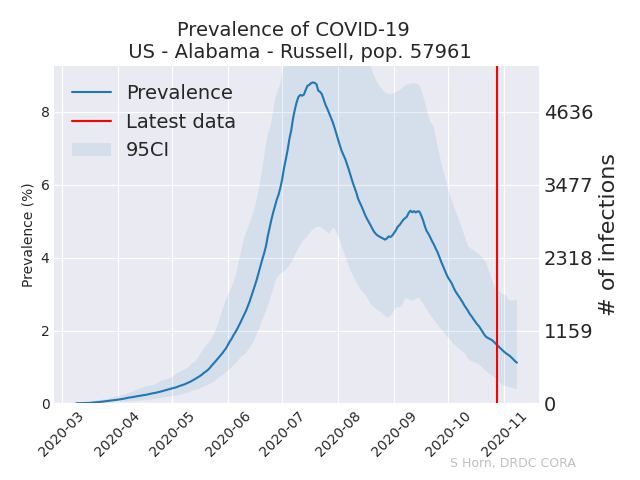 Prevalence of COVID-19
US - Alabama - Russell, pop. 57961
Prevalence
Latest data
95CI
Prevalence (%)
8
6
4
2
0
4636
3477
2318
1159
0
# of infections
2020-03
2020-04
2020-05
2020-06
2020-07
2020-08
2020-09
2020-10
2020-11
S Horn, DRDC CORA